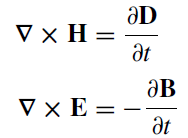 ∇ × H = ∂D/∂t
∇ × E = −∂B/∂t